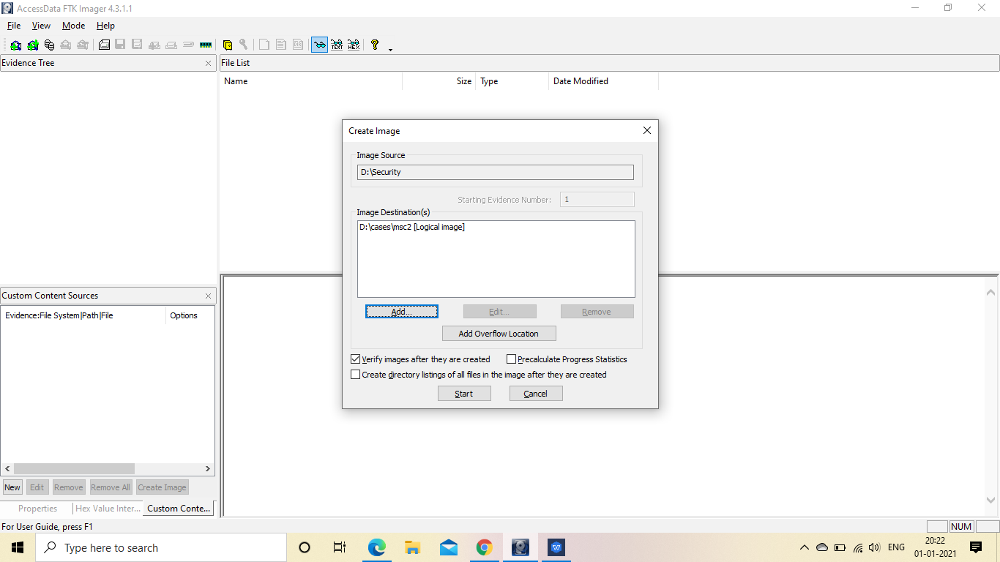 AccessData FTK Imager 4.3.1.1
File View Mode Help
TEXT HEX ?
Evidence Tree
File List
Name Size Type Date Modified
Create Image
Image Source
D:\Security
Starting Evidence Number: 1
Image Destination(s)
D:\cases\msc2 [Logical image]
Add... Edit... Remove
Add Overflow Location
Verify images after they are created Precalculate Progress Statistics
Create directory listings of all files in the image after they are created
Start Cancel
Custom Content Sources
Evidence:File System|Path|File Options
New Edit Remove Remove All Create Image
Properties Hex Value Inter... Custom Conte...
For User Guide, press F1
NUM
Type here to search
ENG
20:22
01-01-2021